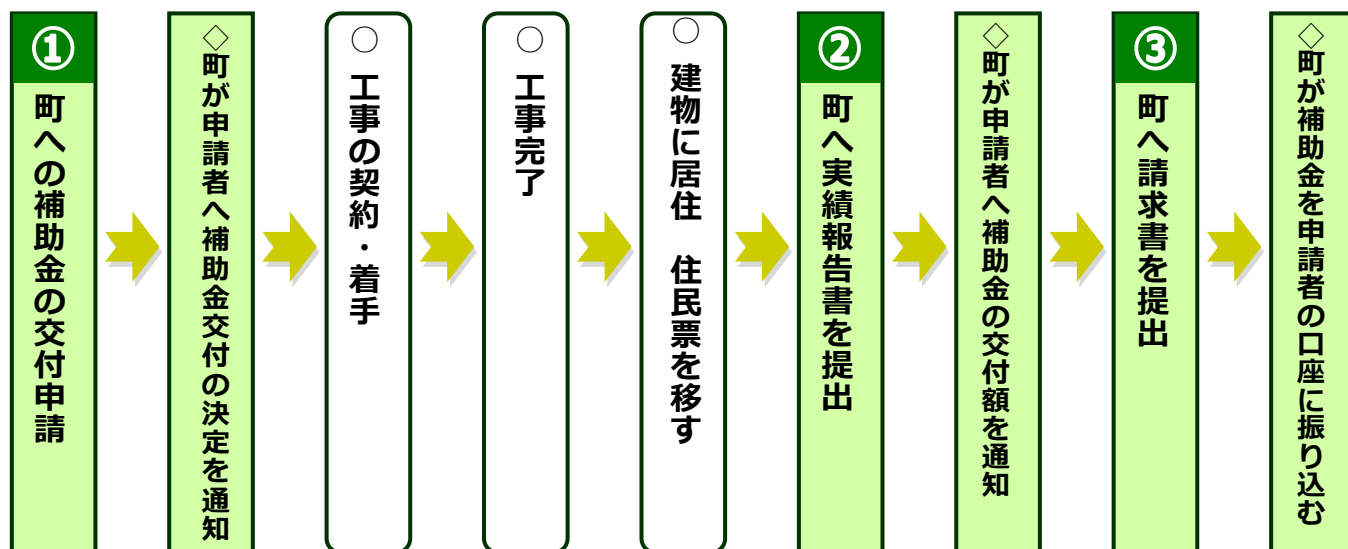 ①
町への補助金の交付申請
◇町が申請者へ補助金交付の決定を通知
○ 工事の契約・着手
○ 工事完了
○ 建物に居住 住民票を移す
②
町へ実績報告書を提出
◇町が申請者へ補助金の交付額を通知
③
町へ請求書を提出
◇町が補助金を申請者の口座に振り込む